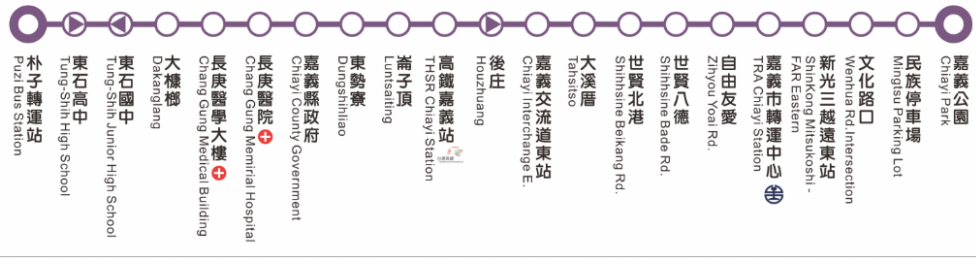 朴子轉運站
Puzi Bus Station
東石高中
Tung-Shih High School
東石國中
Tung-Shih Junior High School
大槺榔
Dakanglang
長庚醫學大樓
Chang Gung Medical Building
長庚醫院
Chang Gung Memirial Hospital
嘉義縣政府
Chiayi County Government
東勢寮
Dungshihliao
崙子頂
Luntsaiting
高鐵嘉義站
THSR Chiayi Station
後庄
Houzhuang
嘉義交流道東站
Chiayi Interchange E.
大溪厝
Tahsitso
世賢北港
Shihhsine Beikang Rd.
世賢八德
Shihhsine Bade Rd.
自由友愛
Zihyou Yoai Rd.
嘉義市轉運中心
TRA Chiayi Station
新光三越遠東站
ShinKong Mitsukoshi -
FAR Eastern
文化路口
Wenhua Rd.Intersection
民族停車場
Mingtsu Parking Lot
嘉義公園
Chiayi Park